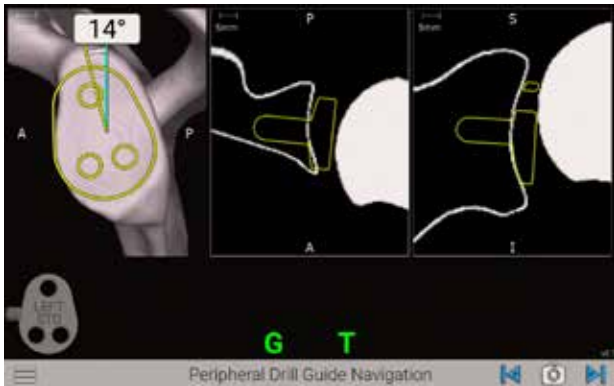 14°
A
P
5mm
P
A
5mm
S
I
LEFT
STD
G T
Peripheral Drill Guide Navigation